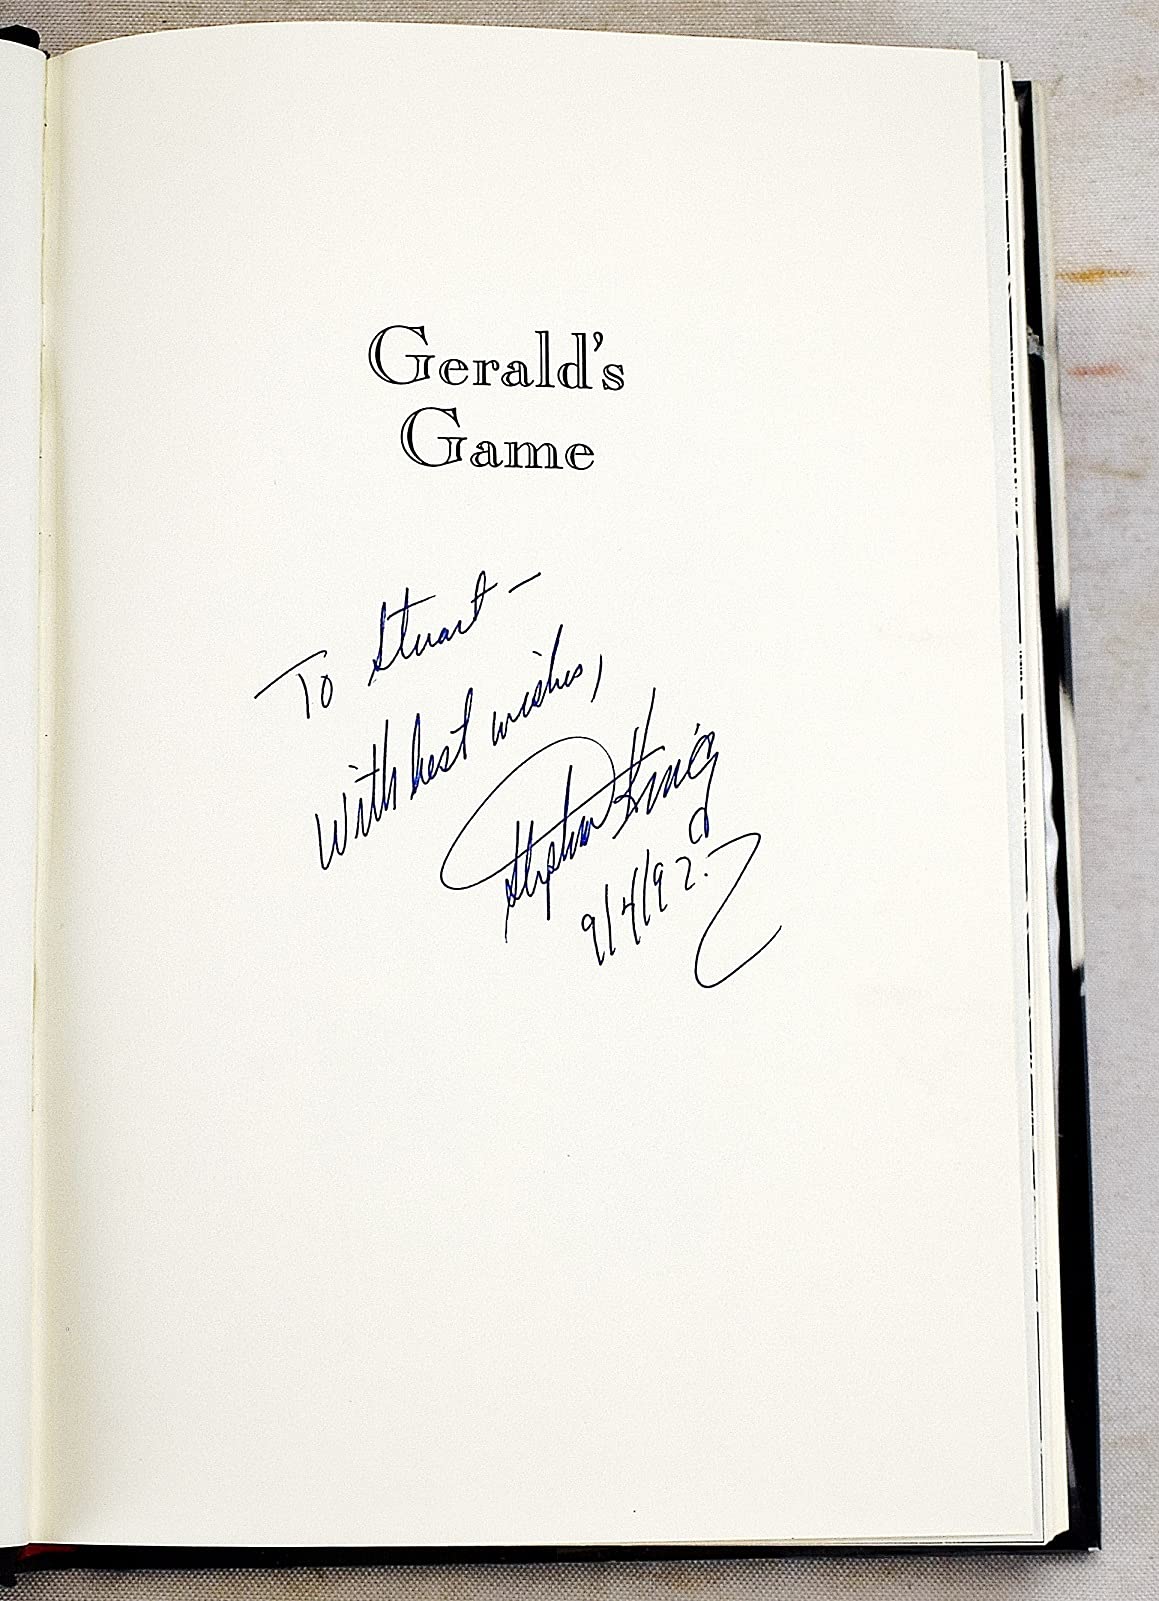 Gerald's
Game
To Stuart –
With best wishes,
Stephen King
9/4/92.